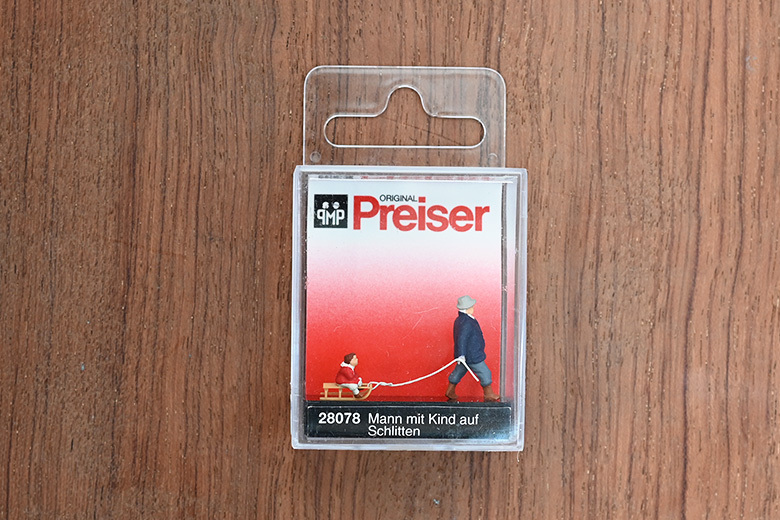 PMP
ORIGINAL
Preiser
28078 Mann mit Kind auf
Schlitten